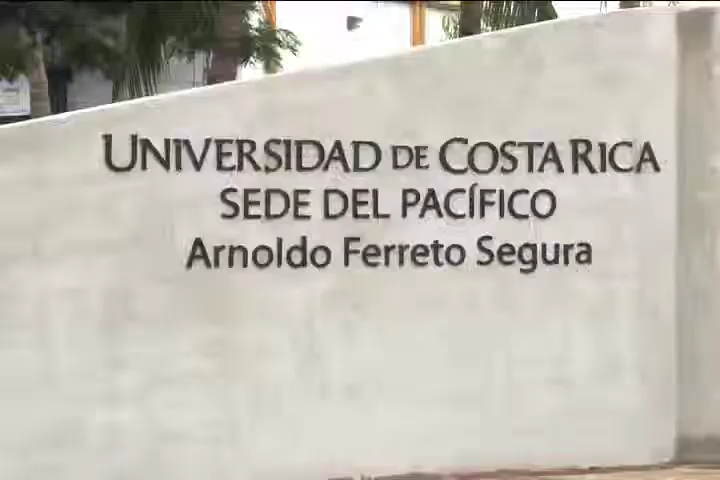 UNIVERSIDAD DE COSTA RICA
SEDE DEL PACÍFICO
Arnoldo Ferreto Segura